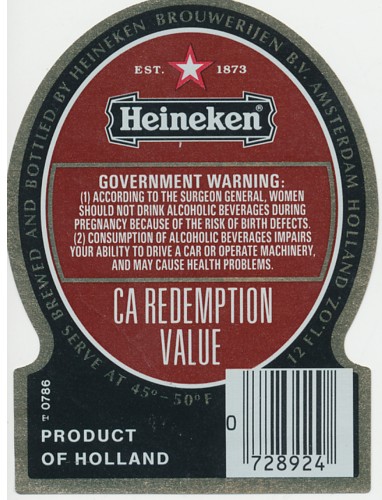 BREWED AND BOTTLED BY HEINEKEN BROUWERIJEN B.V. AMSTERDAM HOLLAND
EST. 1873
Heineken®
GOVERNMENT WARNING:
(1) ACCORDING TO THE SURGEON GENERAL, WOMEN
SHOULD NOT DRINK ALCOHOLIC BEVERAGES DURING
PREGNANCY BECAUSE OF THE RISK OF BIRTH DEFECTS.
(2) CONSUMPTION OF ALCOHOLIC BEVERAGES IMPAIRS
YOUR ABILITY TO DRIVE A CAR OR OPERATE MACHINERY,
AND MAY CAUSE HEALTH PROBLEMS.
CA REDEMPTION
VALUE
SERVE AT 45°-50°F
12 FL.OZ.
0786
PRODUCT
OF HOLLAND
0
728924